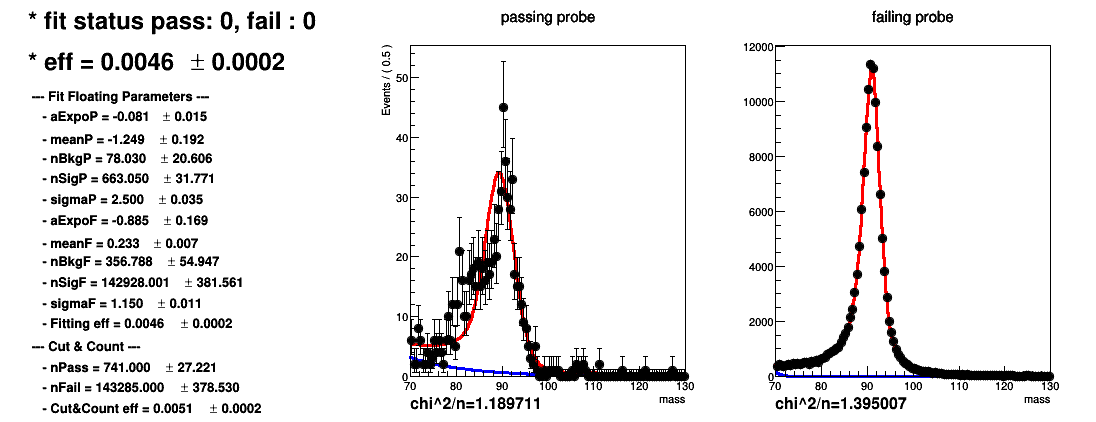 * fit status pass: 0, fail : 0
* eff = 0.0046 ± 0.0002
--- Fit Floating Parameters ---
- aExpoP = -0.081 ± 0.015
- meanP = -1.249 ± 0.192
- nBkgP = 78.030 ± 20.606
- nSigP = 663.050 ± 31.771
- sigmaP = 2.500 ± 0.035
- aExpoF = -0.885 ± 0.169
- meanF = 0.233 ± 0.007
- nBkgF = 356.788 ± 54.947
- nSigF = 142928.001 ± 381.561
- sigmaF = 1.150 ± 0.011
- Fitting eff = 0.0046 ± 0.0002
--- Cut & Count ---
- nPass = 741.000 ± 27.221
- nFail = 143285.000 ± 378.530
- Cut&Count eff = 0.0051 ± 0.0002
passing probe
Events / ( 0.5 )
50
40
30
20
10
0
70 80 90 100 110 120 130
mass
chi^2/n=1.189711
failing probe
12000
10000
8000
6000
4000
2000
0
70 80 90 100 110 120 130
mass
chi^2/n=1.395007